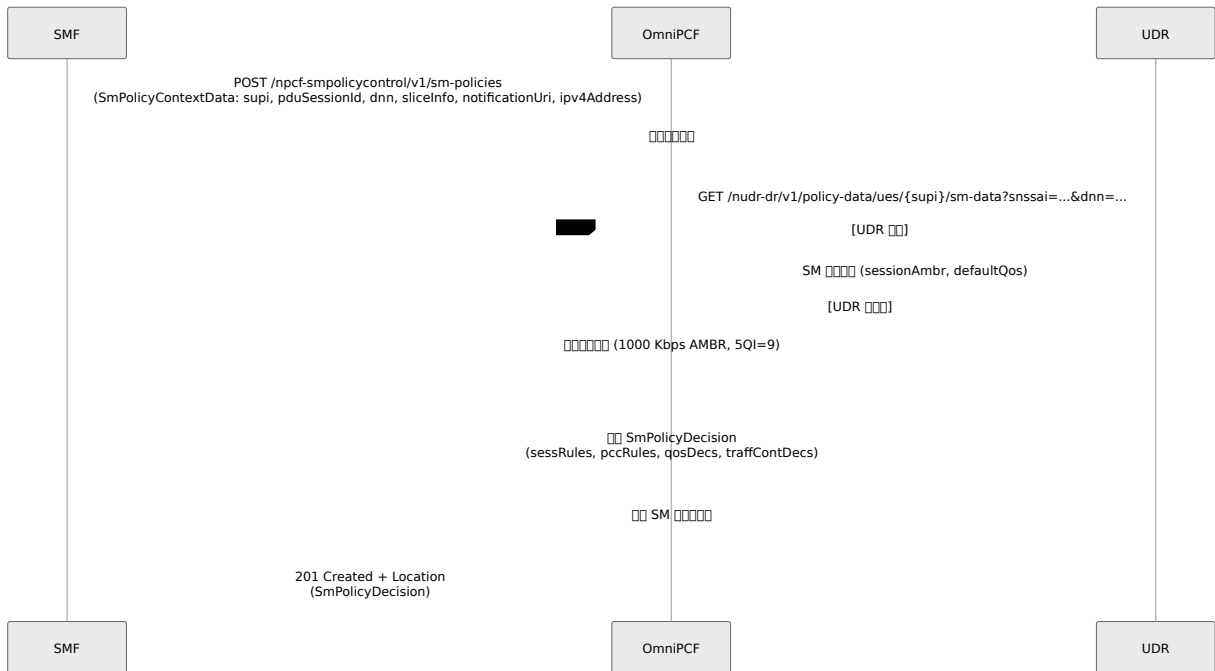 SMF
OmniPCF
UDR
POST /npcf-smpolicycontrol/v1/sm-policies
(SmPolicyContextData: supi, pduSessionId, dnn, sliceInfo, notificationUri, ipv4Address)
GET /nudr-dr/v1/policy-data/ues/{supi}/sm-data?snssai=...&dnn=...
[UDR ]
SM (sessionAmbr, defaultQos)
[UDR ]
(1000 Kbps AMBR, 5QI=9)
SmPolicyDecision
(sessRules, pccRules, qosDecs, traffContDecs)
SM
201 Created + Location
(SmPolicyDecision)
SMF
OmniPCF
UDR